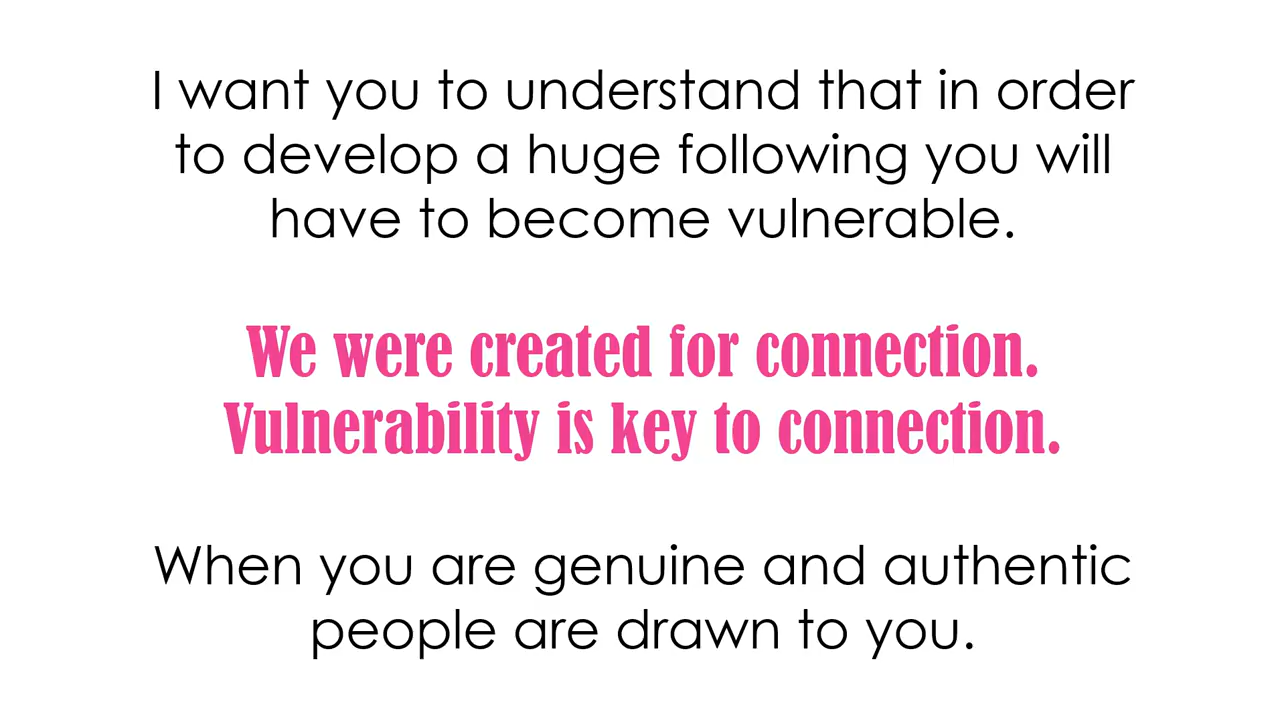 I want you to understand that in order
to develop a huge following you will
have to become vulnerable.
We were created for connection.
Vulnerability is key to connection.
When you are genuine and authentic
people are drawn to you.